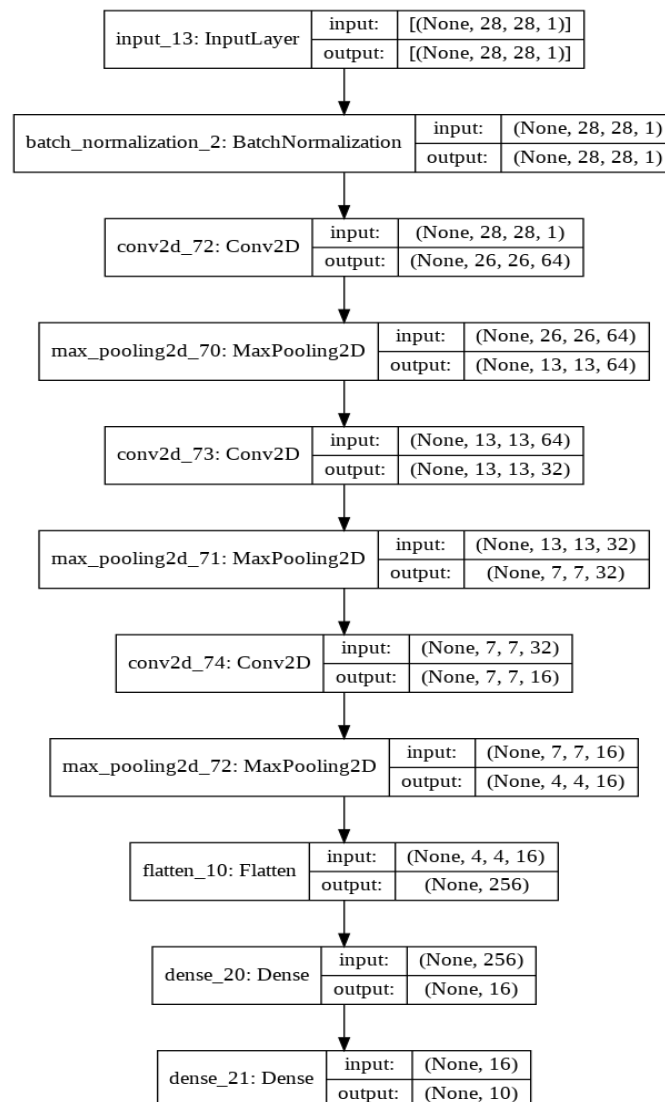 input_13: InputLayer
input: [(None, 28, 28, 1)]
output: [(None, 28, 28, 1)]
batch_normalization_2: BatchNormalization
input: (None, 28, 28, 1)
output: (None, 28, 28, 1)
conv2d_72: Conv2D
input: (None, 28, 28, 1)
output: (None, 26, 26, 64)
max_pooling2d_70: MaxPooling2D
input: (None, 26, 26, 64)
output: (None, 13, 13, 64)
conv2d_73: Conv2D
input: (None, 13, 13, 64)
output: (None, 13, 13, 32)
max_pooling2d_71: MaxPooling2D
input: (None, 13, 13, 32)
output: (None, 7, 7, 32)
conv2d_74: Conv2D
input: (None, 7, 7, 32)
output: (None, 7, 7, 16)
max_pooling2d_72: MaxPooling2D
input: (None, 7, 7, 16)
output: (None, 4, 4, 16)
flatten_10: Flatten
input: (None, 4, 4, 16)
output: (None, 256)
dense_20: Dense
input: (None, 256)
output: (None, 16)
dense_21: Dense
input: (None, 16)
output: (None, 10)